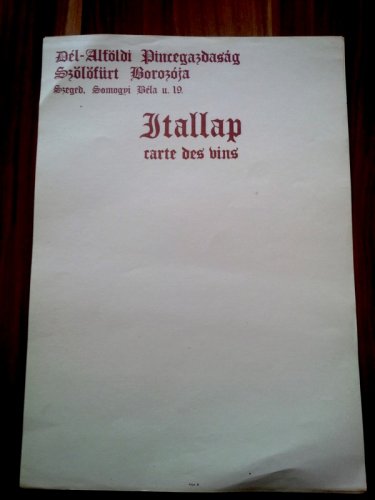 Dél-Alföldi Pincegazdaság
Szőlőfürt Borozója
Szeged, Somogyi Béla u. 19.
Itallap
carte des vins